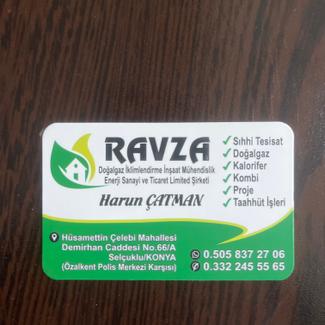 RAVZA
Doğalgaz İklimlendirme İnşaat Mühendislik
Enerji Sanayi ve Ticaret Limited Şirketi
Harun ÇATMAN
Sıhhi Tesisat
Doğalgaz
Kalorifer
Kombi
Proje
Taahhüt İşleri
Hüsamettin Çelebi Mahallesi
Demirhan Caddesi No.66/A
Selçuklu/KONYA
(Özalkent Polis Merkezi Karşısı)
0.505 837 27 06
0.332 245 55 65